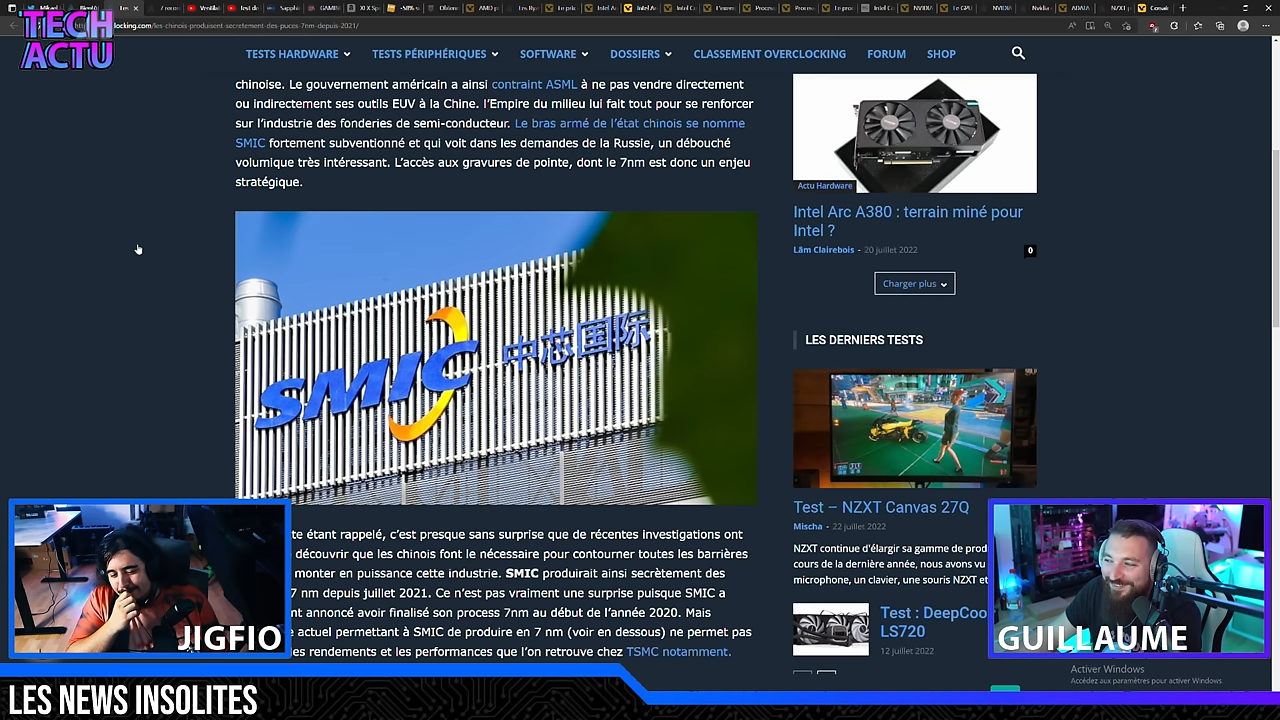 TECH
ACTU
locking.com/les-chinois-produisent-secretement-des-puces-7nm-depuis-2021/
TESTS HARDWARE
TESTS PÉRIPHÉRIQUES
SOFTWARE
DOSSIERS
CLASSEMENT OVERCLOCKING
FORUM
SHOP
chinoise. Le gouvernement américain a ainsi contraint ASML à ne pas vendre directement
ou indirectement ses outils EUV à la Chine. l'Empire du milieu lui fait tout pour se renforcer
sur l'industrie des fonderies de semi-conducteur. Le bras armé de l'état chinois se nomme
SMIC fortement subventionné et qui voit dans les demandes de la Russie, un débouché
volumique très intéressant. L'accès aux gravures de pointe, dont le 7nm est donc un enjeu
stratégique.
SMIC 中芯国际
te étant rappelé, c'est presque sans surprise que de récentes investigations ont
découvrir que les chinois font le nécessaire pour contourner toutes les barrières
monter en puissance cette industrie. SMIC produirait ainsi secrètement des
7 nm depuis juillet 2021. Ce n'est pas vraiment une surprise puisque SMIC a
nt annoncé avoir finalisé son process 7nm au début de l'année 2020. Mais
e actuel permettant à SMIC de produire en 7 nm (voir en dessous) ne permet pas
es rendements et les performances que l'on retrouve chez TSMC notamment.
Actu Hardware
Intel Arc A380 : terrain miné pour
Intel ?
Lãm Clairebois - 20 juillet 2022
0
Charger plus
LES DERNIERS TESTS
Test – NZXT Canvas 27Q
Mischa - 22 juillet 2022
NZXT continue d'élargir sa gamme de prod
cours de la dernière année, nous avons vu
microphone, un clavier, une souris NZXT et
Test : DeepCoo
LS720
12 juillet 2022
JIGFIO
GUILLAUME
Activer Windows
Accédez aux paramètres pour activer Windows.
LES NEWS INSOLITES